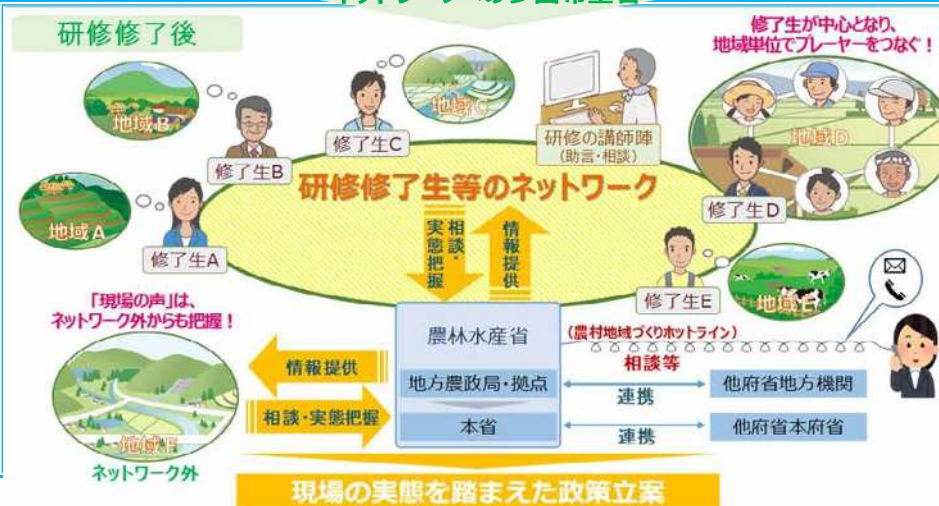 研修修了後
修了生が中心となり、
地域単位でプレーヤーをつなぐ！
地域B
地域C
地域D
修了生C
研修の講師陣
(助言・相談)
修了生B
研修修了生等のネットワーク
地域A
修了生A
修了生D
相談・
実態把握
情報提供
修了生E
地域E
「現場の声」は、
ネットワーク外からも把握！
農林水産省
(農村地域づくりホットライン)
相談等
情報提供
地方農政局・拠点
連携
他府省地方機関
相談・実態把握
本省
連携
他府省本府省
地域F
ネットワーク外
現場の実態を踏まえた政策立案